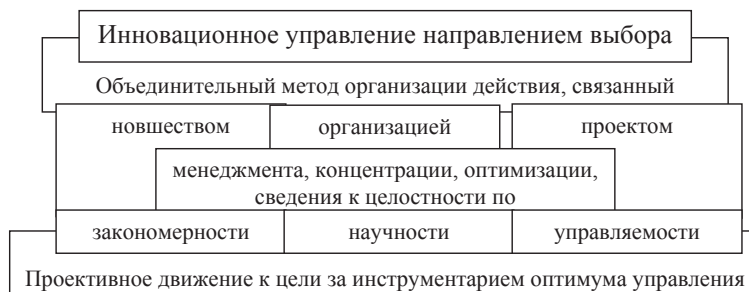 Инновационное управление направлением выбора
Объединительный метод организации действия, связанный
новшеством организацией проектом
менеджмента, концентрации, оптимизации,
сведения к целостности по
закономерности научности управляемости
Проективное движение к цели за инструментарием оптимума управления